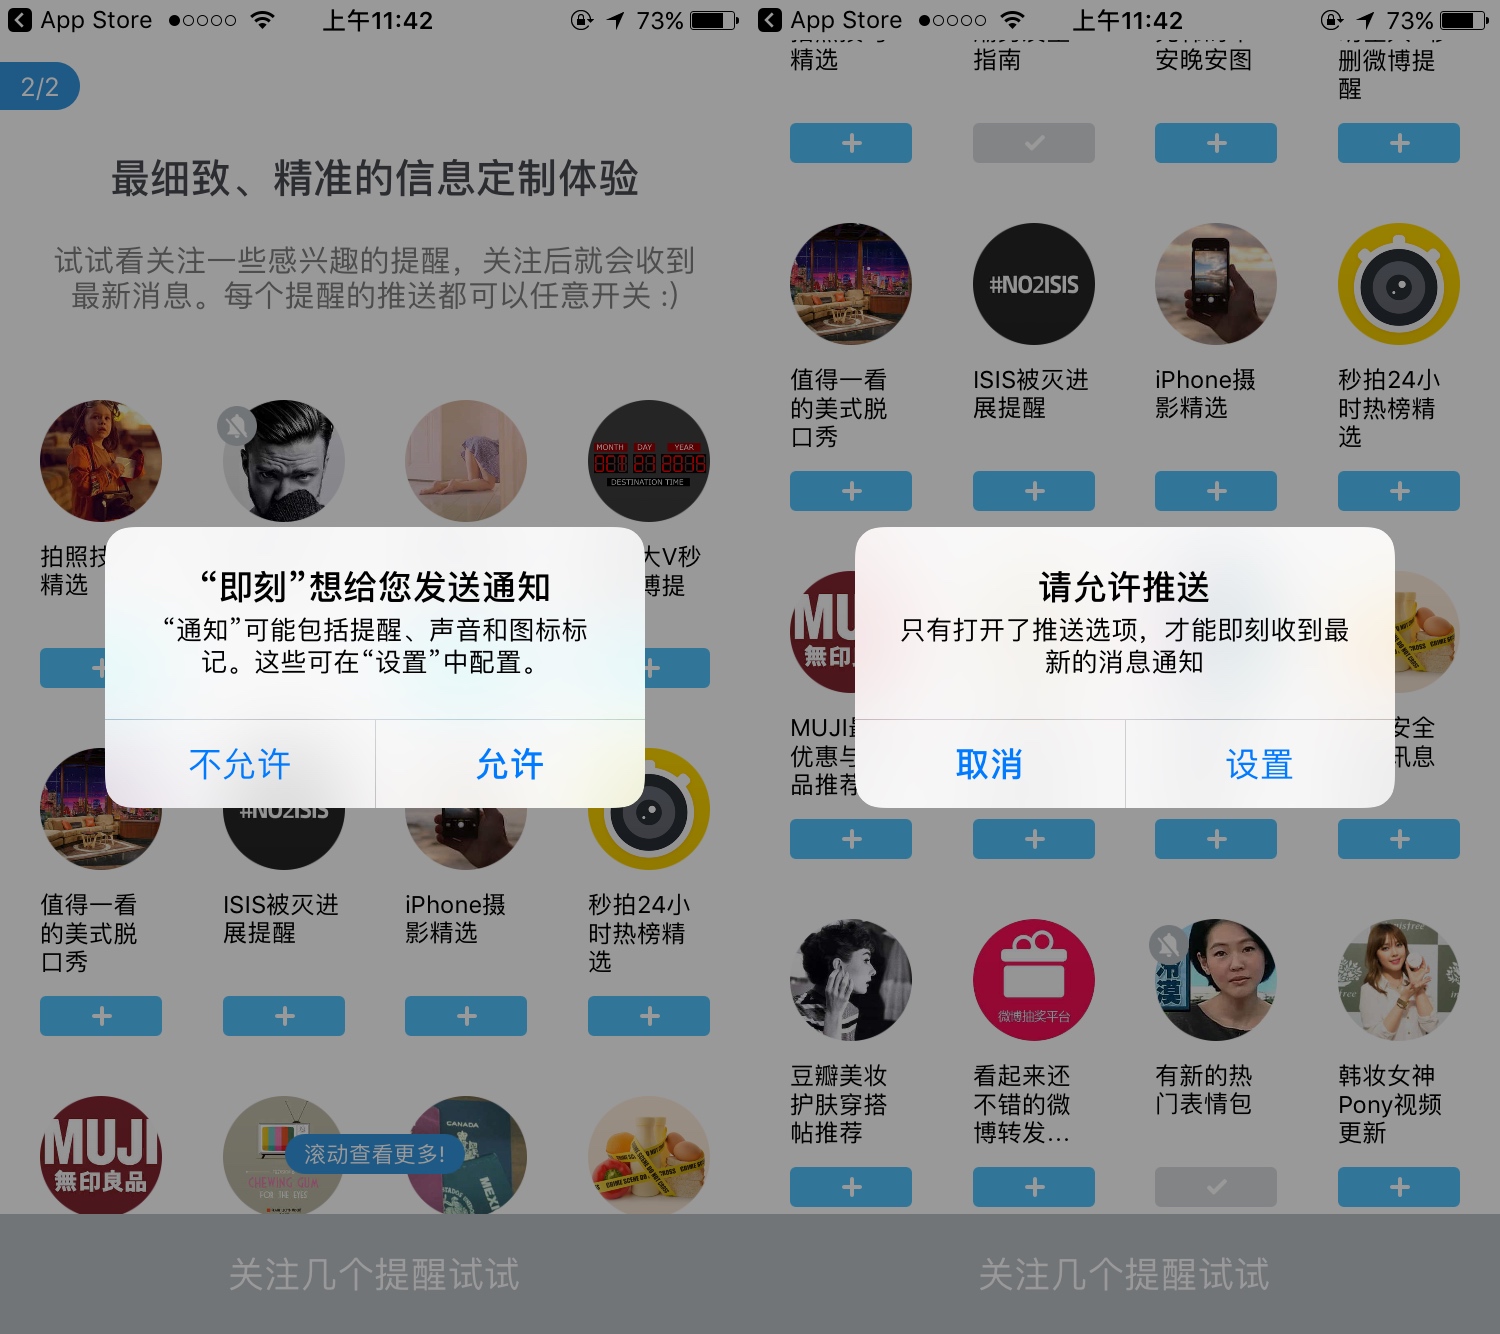 App Store
上午11:42
73%
2/2
最细致、精准的信息定制体验
试试看关注一些感兴趣的提醒，关注后就会收到
最新消息。每个提醒的推送都可以任意开关 :)
MONTH DAY YEAR
DESTINATION TIME
拍照技
精选
大V秒
博提
“即刻”想给您发送通知
“通知”可能包括提醒、声音和图标标
记。这些可在“设置”中配置。
不允许
允许
#NO2ISIS
值得一看
的美式脱
口秀
ISIS被灭进
展提醒
iPhone摄
影精选
秒拍24小
时热榜精
选
MUJI
無印良品
CHEWING GUM
FOR THE EYES
CANADA
滚动查看更多!
关注几个提醒试试
App Store
上午11:42
73%
精选
指南
安晚安图
删微博提
醒
#NO2ISIS
值得一看
的美式脱
口秀
ISIS被灭进
展提醒
iPhone摄
影精选
秒拍24小
时热榜精
选
請允许推送
只有打开了推送选项，才能即刻收到最
新的消息通知
取消
设置
MU
無印
MUJI最
优惠与
品推荐
安全
讯息
微博抽奖平台
冷
漠
豆瓣美妆
护肤穿搭
帖推荐
看起来还
不错的微
博转发...
有新的热
门表情包
韩妆女神
Pony视频
更新
关注几个提醒试试